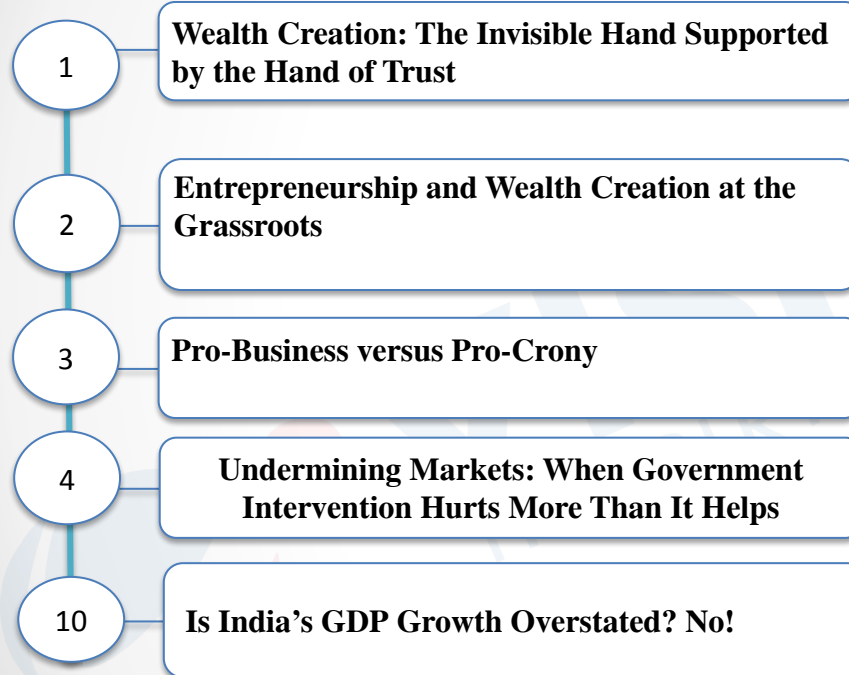 1
Wealth Creation: The Invisible Hand Supported
by the Hand of Trust
2
Entrepreneurship and Wealth Creation at the
Grassroots
3
Pro-Business versus Pro-Crony
4
Undermining Markets: When Government
Intervention Hurts More Than It Helps
10
Is India’s GDP Growth Overstated? No!